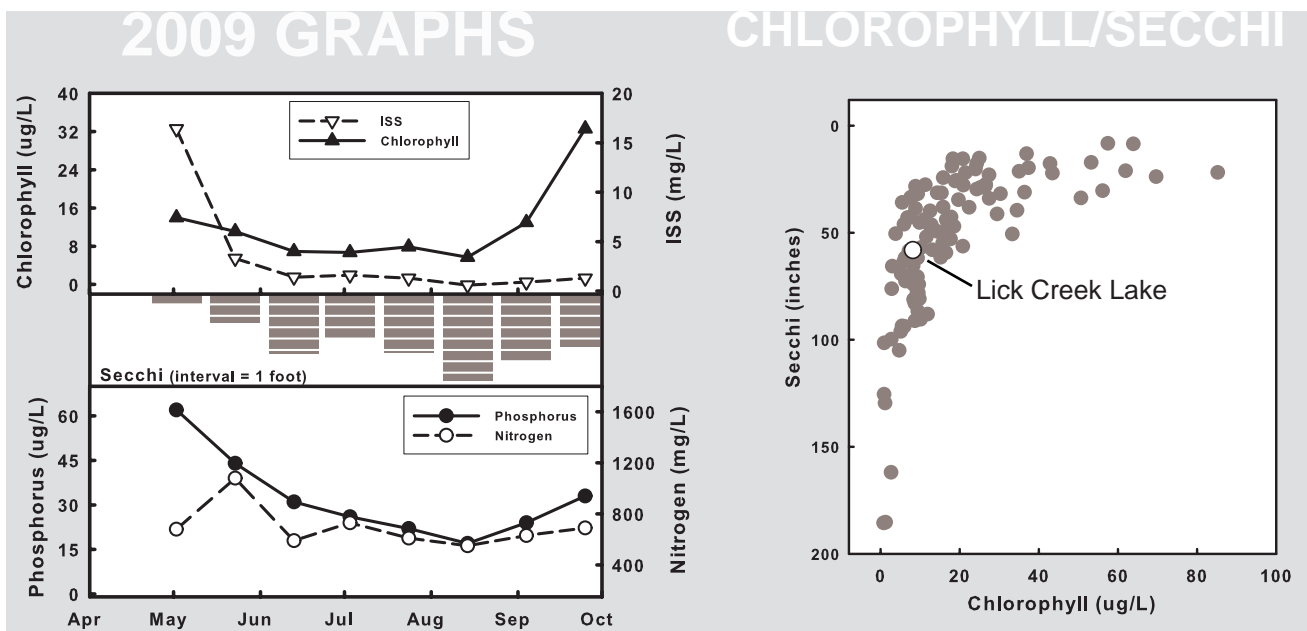 2009 GRAPHS
CHLOROPHYLL/SECCHI
Chlorophyll (ug/L)
40
32
24
16
8
0
ISS
Chlorophyll
20
15
10
5
0
ISS (mg/L)
Secchi (interval = 1 foot)
Phosphorus (ug/L)
60
45
30
15
0
Phosphorus
Nitrogen
1600
1200
800
400
Nitrogen (mg/L)
Apr May Jun Jul Aug Sep Oct
Secchi (inches)
0
50
100
150
200
Lick Creek Lake
0 20 40 60 80 100
Chlorophyll (ug/L)